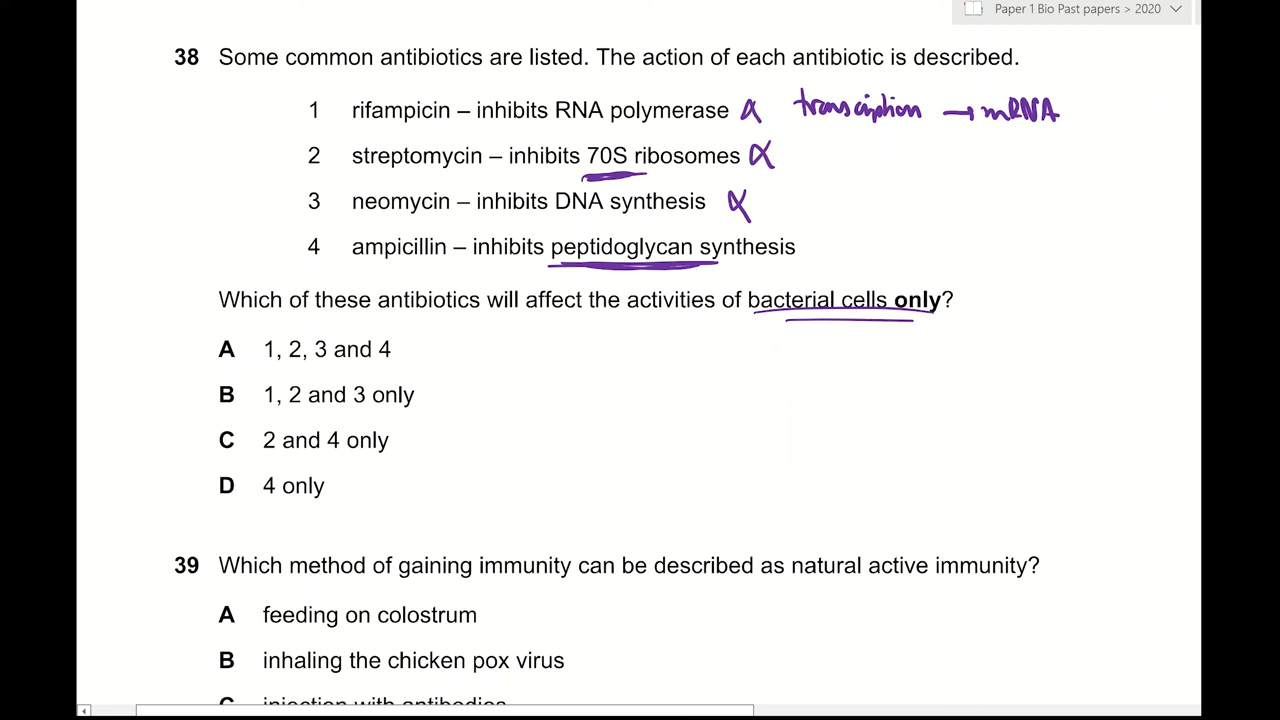 Paper 1 Bio Past papers > 2020
38 Some common antibiotics are listed. The action of each antibiotic is described.
1 rifampicin – inhibits RNA polymerase transcription → mRNA
2 streptomycin – inhibits 70S ribosomes
3 neomycin – inhibits DNA synthesis
4 ampicillin – inhibits peptidoglycan synthesis
Which of these antibiotics will affect the activities of bacterial cells only?
A 1, 2, 3 and 4
B 1, 2 and 3 only
C 2 and 4 only
D 4 only
39 Which method of gaining immunity can be described as natural active immunity?
A feeding on colostrum
B inhaling the chicken pox virus
C injection with antibodies